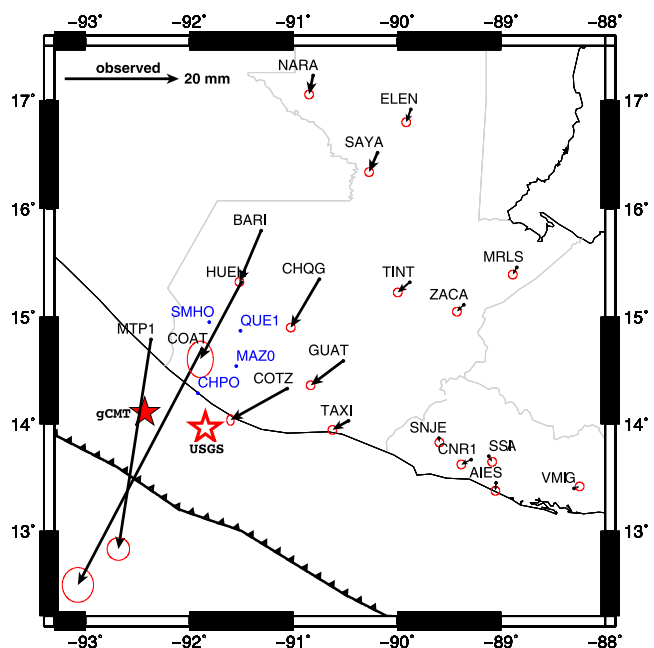 −93 −92 −91 −90 −89 −88
observed
20 mm
NARA
17°
17°
ELEN
SAYA
16°
16°
BARI
HUEH
CHQG
TINT
MRLS
ZACA
15°
15°
SMHO
QUE1
MTP1
COAT
MAZ0
GUAT
CHPO
COTZ
gCMT
USGS
TAXI
14°
14°
SNJE
CNR1
SSIA
AIES
VMIG
13°
13°
−93° −92° −91° −90° −89° −88°